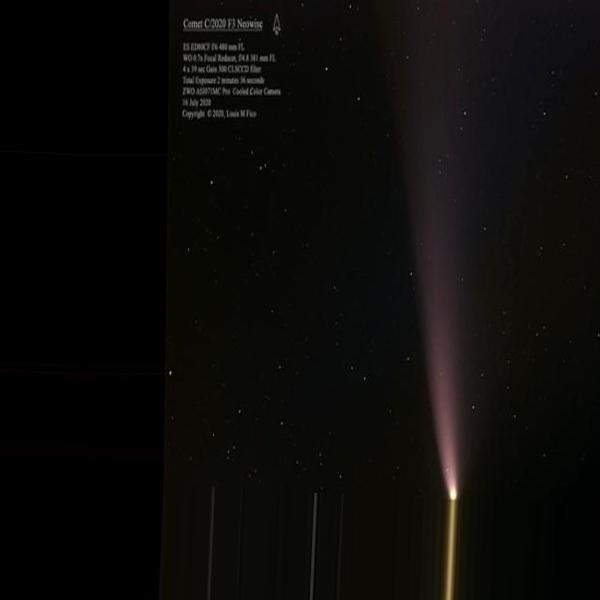 Comet C/2020 F3 Neowise
ES ED80CF f/6 480 mm FL
WO 0.7x Focal Reducer, f/4.8 381 mm FL
4 x 39 sec Gain 300 CLSCCD filter
Total Exposure 2 minutes 36 seconds
ZWO ASI071MC Pro Cooled Color Camera
16 July 2020
Copyright © 2020, Louis M Fico